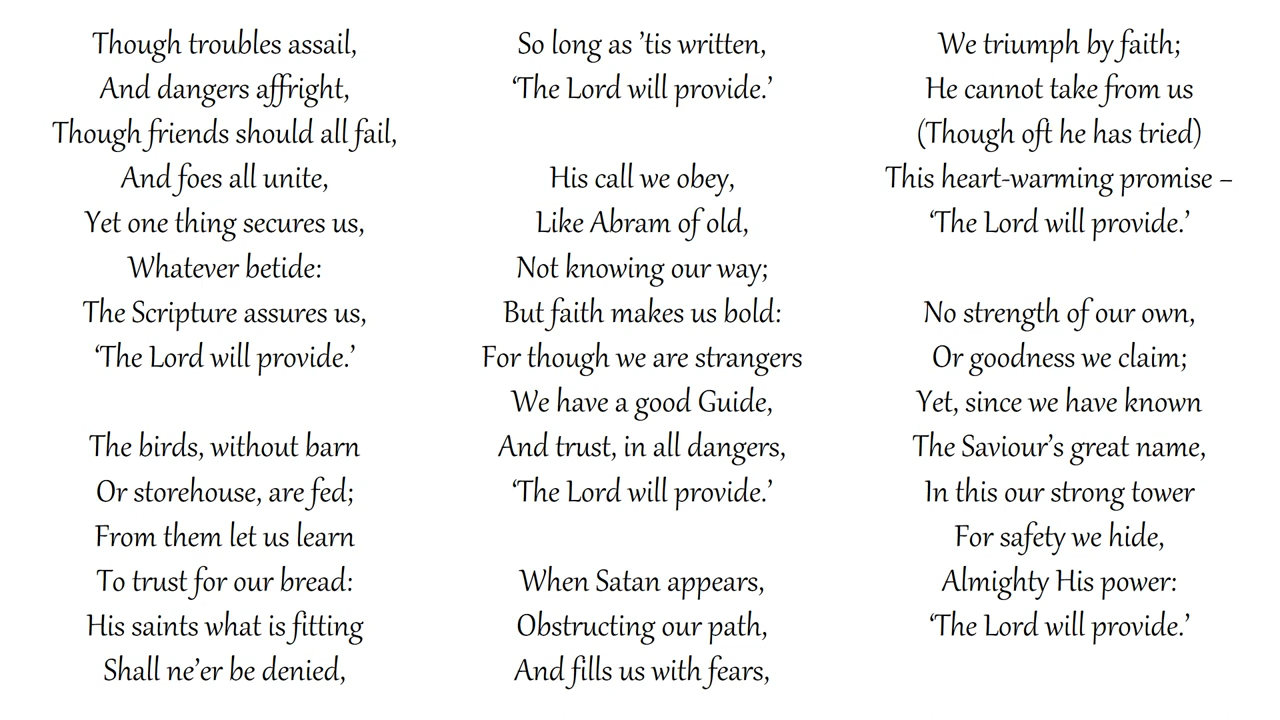 Though troubles assail,
And dangers affright,
Though friends should all fail,
And foes all unite,
Yet one thing secures us,
Whatever betide:
The Scripture assures us,
‘The Lord will provide.’

The birds, without barn
Or storehouse, are fed;
From them let us learn
To trust for our bread:
His saints what is fitting
Shall ne’er be denied,
So long as ’tis written,
‘The Lord will provide.’

His call we obey,
Like Abram of old,
Not knowing our way;
But faith makes us bold:
For though we are strangers
We have a good Guide,
And trust, in all dangers,
‘The Lord will provide.’

When Satan appears,
Obstructing our path,
And fills us with fears,
We triumph by faith;
He cannot take from us
(Though oft he has tried)
This heart-warming promise –
‘The Lord will provide.’

No strength of our own,
Or goodness we claim;
Yet, since we have known
The Saviour’s great name,
In this our strong tower
For safety we hide,
Almighty His power:
‘The Lord will provide.’